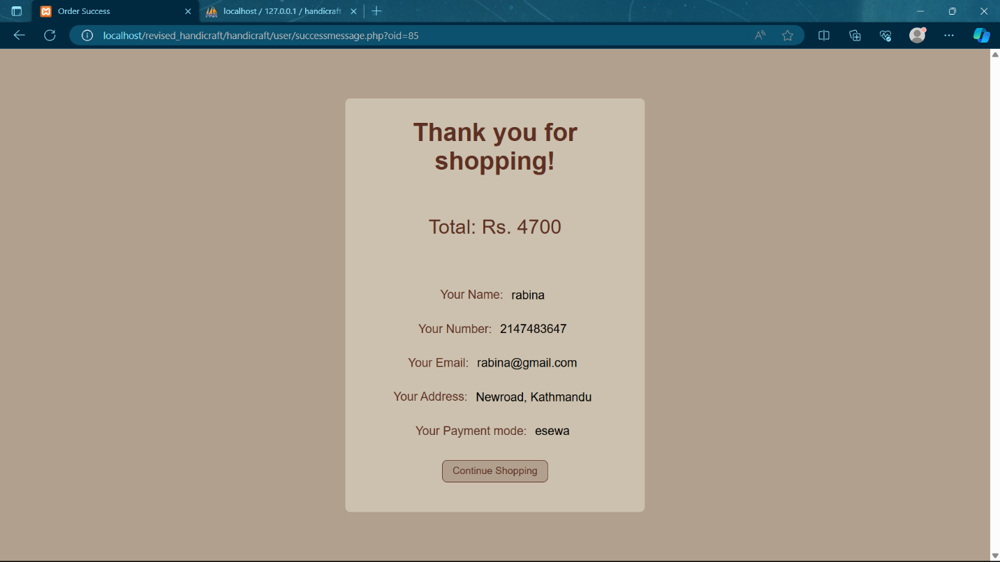 Order Success
localhost / 127.0.0.1 / handicraft
localhost/revised_handicraft/handicraft/user/successmessage.php?oid=85
Thank you for
shopping!
Total: Rs. 4700
Your Name: rabina
Your Number: 2147483647
Your Email: rabina@gmail.com
Your Address: Newroad, Kathmandu
Your Payment mode: esewa
Continue Shopping